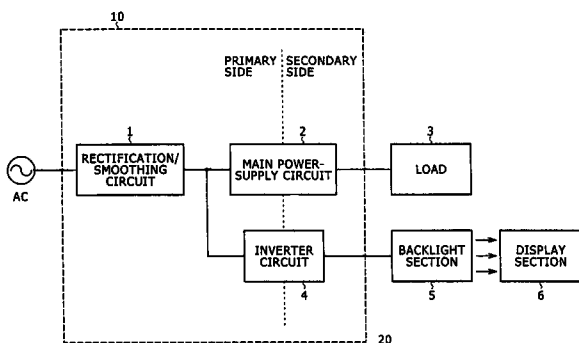 10
PRIMARY SIDE
SECONDARY SIDE
1
RECTIFICATION/
SMOOTHING
CIRCUIT
2
MAIN POWER-
SUPPLY CIRCUIT
3
LOAD
AC
INVERTER
CIRCUIT
4
BACKLIGHT
SECTION
5
DISPLAY
SECTION
6
20